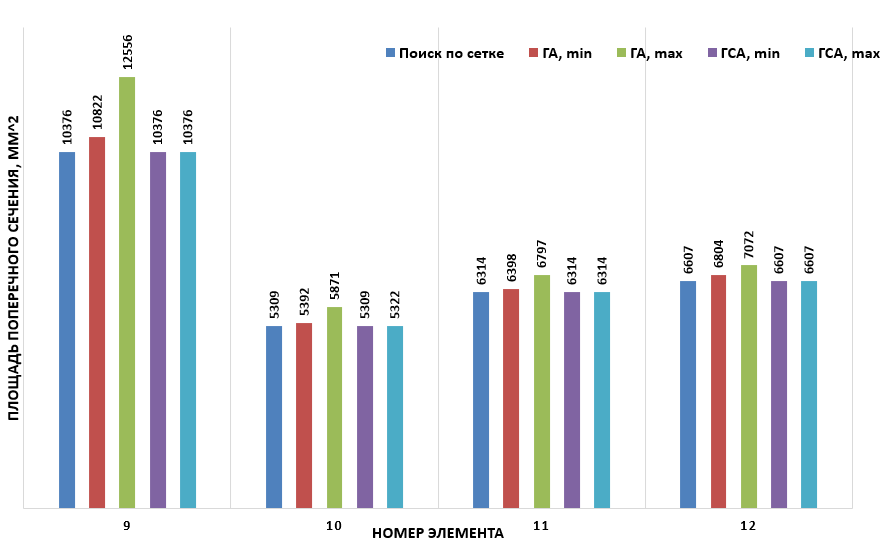 Поиск по сетке ГА, min ГА, max ГСА, min ГСА, max
ПЛОЩАДЬ ПОПЕРЕЧНОГО СЕЧЕНИЯ, ММ^2
10376 10822 12556 10376 10376
5309 5392 5871 5309 5322
6314 6398 6797 6314 6314
6607 6804 7072 6607 6607
9 10 11 12
НОМЕР ЭЛЕМЕНТА